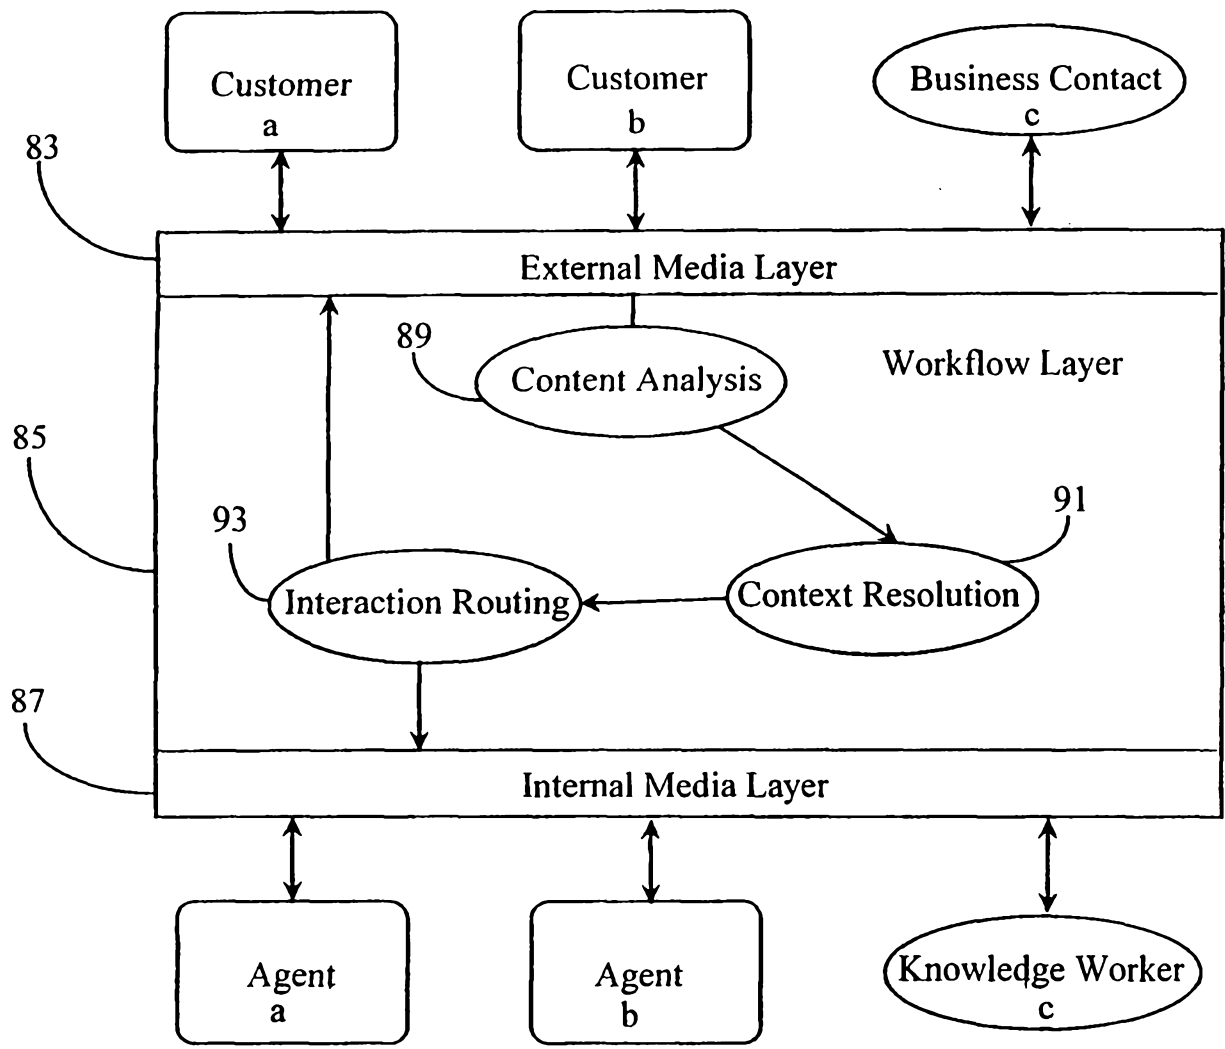 Customer
a
Customer
b
Business Contact
c
83
External Media Layer
89
Content Analysis
Workflow Layer
85
91
93
Interaction Routing
Context Resolution
87
Internal Media Layer
Agent
a
Agent
b
Knowledge Worker
c